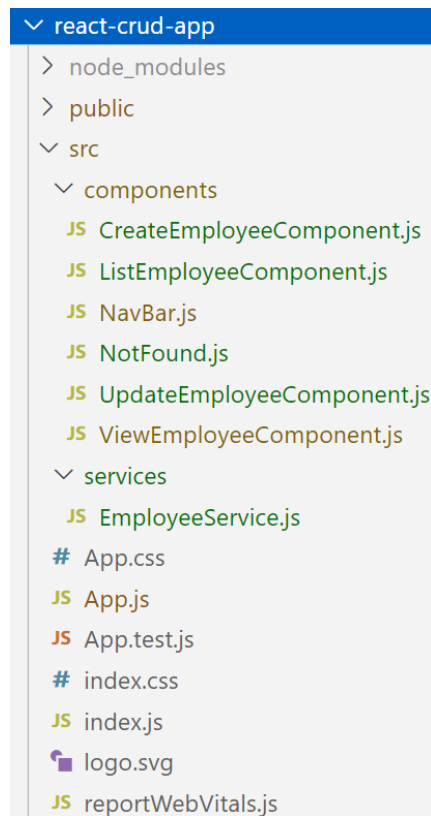 react-crud-app
node_modules
public
src
components
JS CreateEmployeeComponent.js
JS ListEmployeeComponent.js
JS NavBar.js
JS NotFound.js
JS UpdateEmployeeComponent.js
JS ViewEmployeeComponent.js
services
JS EmployeeService.js
# App.css
JS App.js
JS App.test.js
# index.css
JS index.js
logo.svg
JS reportWebVitals.js